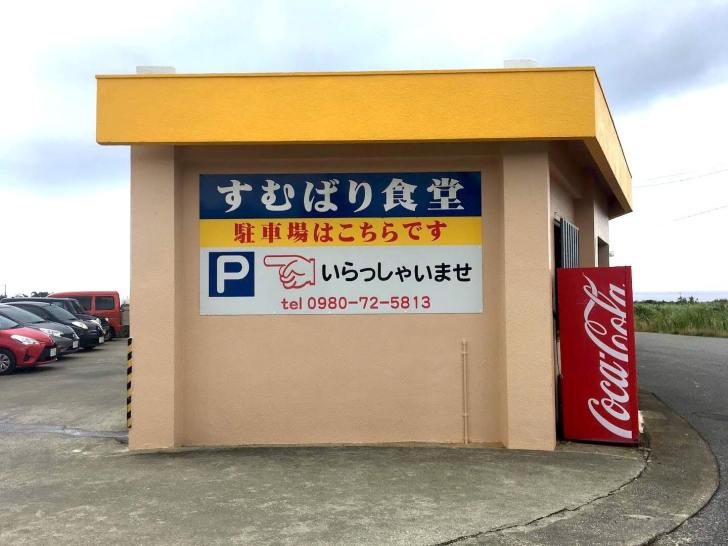 すむばり食堂
駐車場はこちらです
P
いらっしゃいませ
tel 0980-72-5813
Coca-Cola